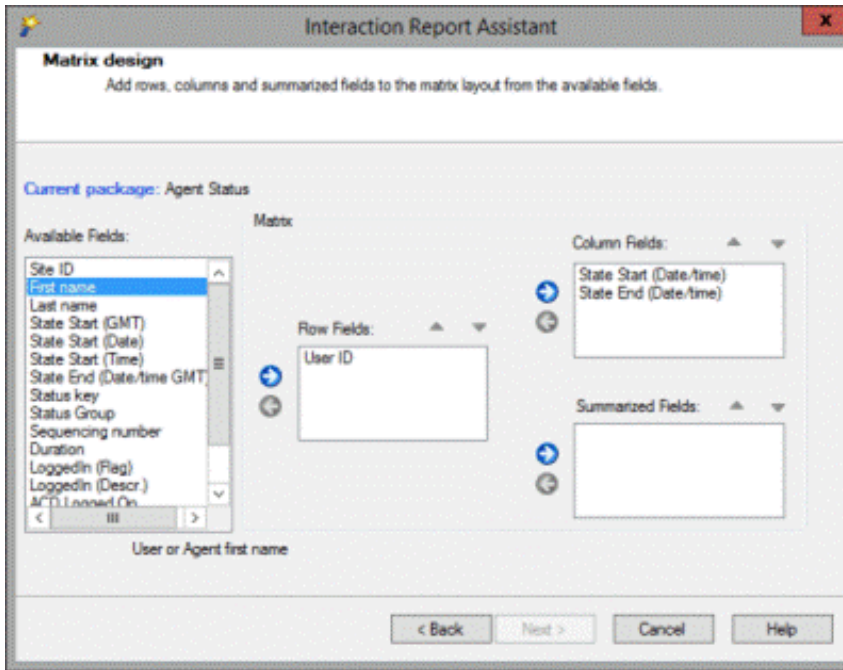 Interaction Report Assistant
x
Matrix design
Add rows, columns and summarized fields to the matrix layout from the available fields.
Current package: Agent Status
Matrix
Available Fields:
Site ID
First name
Last name
State Start (GMT)
State Start (Date)
State Start (Time)
State End (Date/time GMT
Status key
Status Group
Sequencing number
Duration
LoggedIn (Flag)
LoggedIn (Descr.)
ACD Logged On
User or Agent first name
Row Fields:
User ID
Column Fields:
State Start (Date/time)
State End (Date/time)
Summarized Fields:
< Back
Next >
Cancel
Help